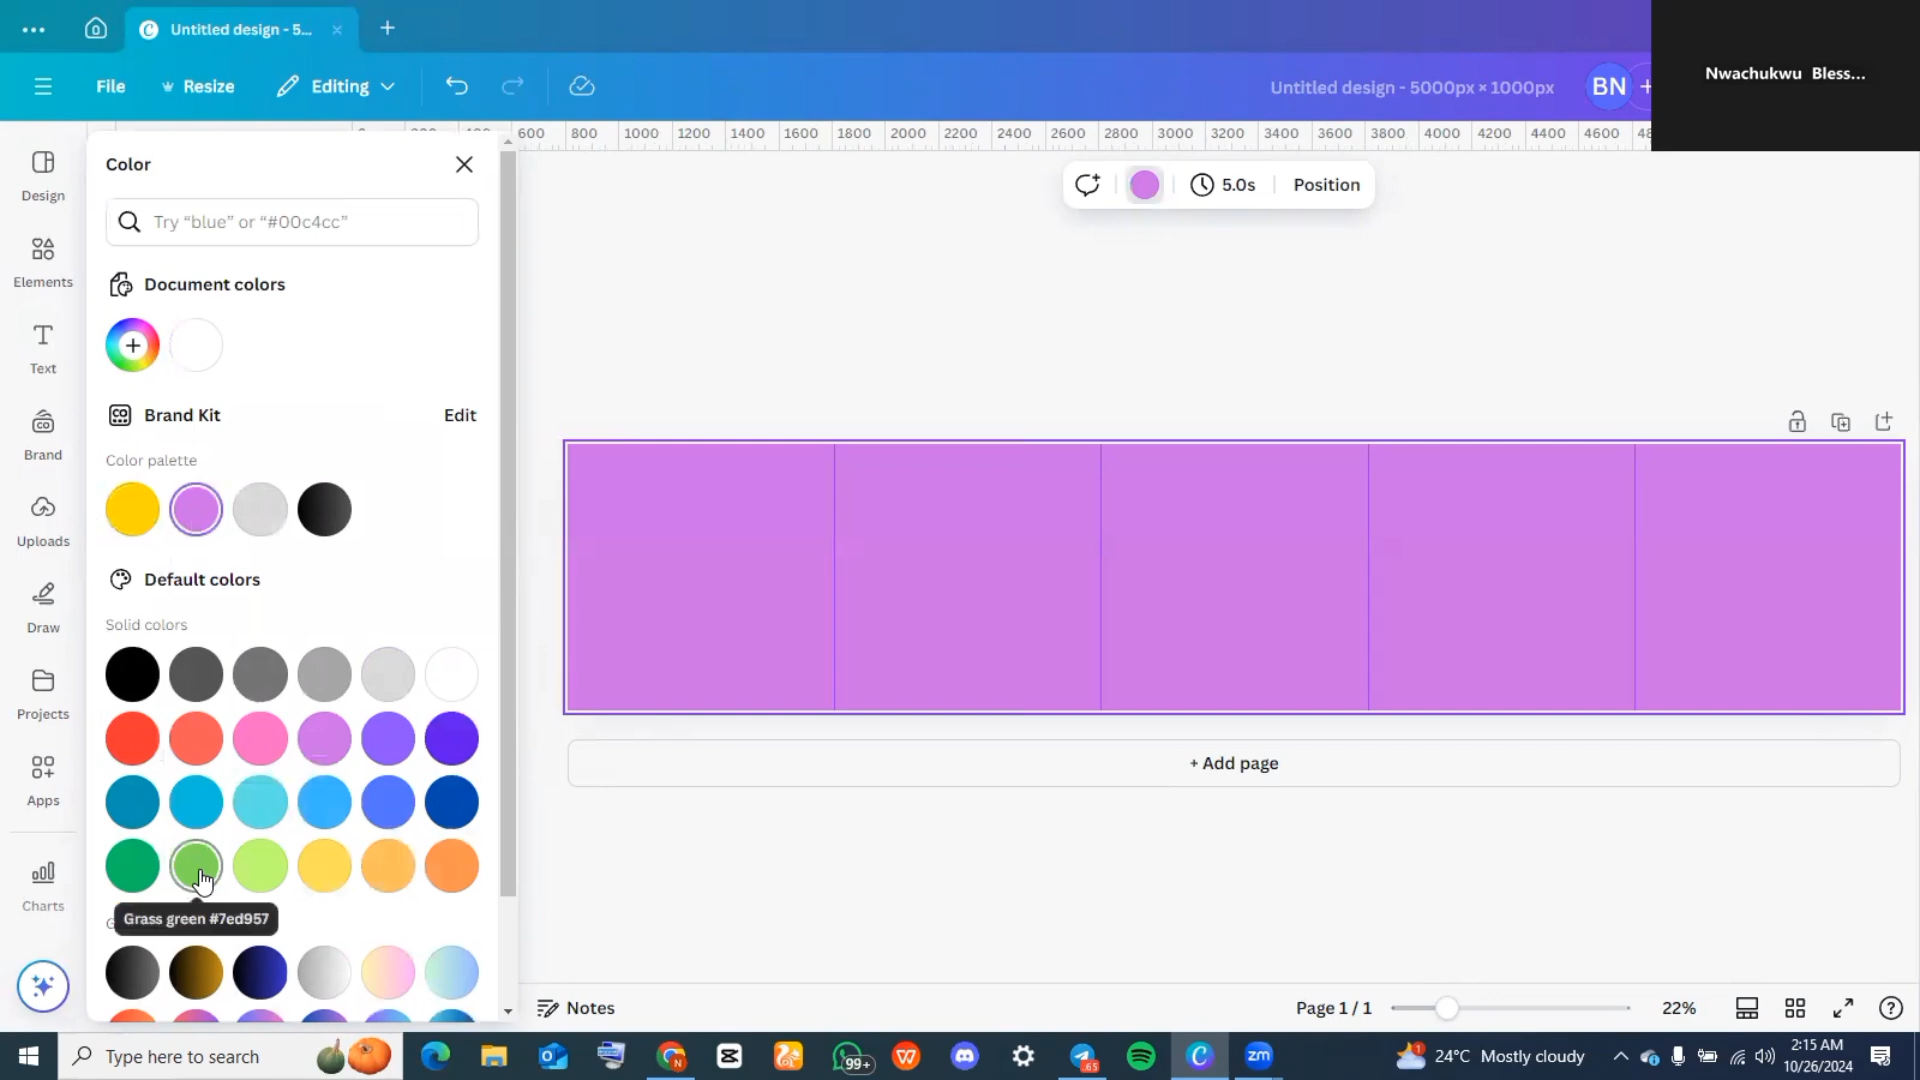 Untitled design - 5...
Nwachukwu Bless...
File
Resize
Editing
Untitled design - 5000px × 1000px
BN
600 800 1000 1200 1400 1600 1800 2000 2200 2400 2600 2800 3000 3200 3400 3600 3800 4000 4200 4400 4600
Design
Elements
Text
Brand
Uploads
Draw
Projects
Apps
Charts
Color
Try “blue” or “#00c4cc”
Document colors
Brand Kit
Edit
Color palette
Default colors
Solid colors
Grass green #7ed957
5.0s
Position
+ Add page
Notes
Page 1 / 1
22%
Type here to search
99+
65
zm
1
24°C Mostly cloudy
2:15 AM
10/26/2024